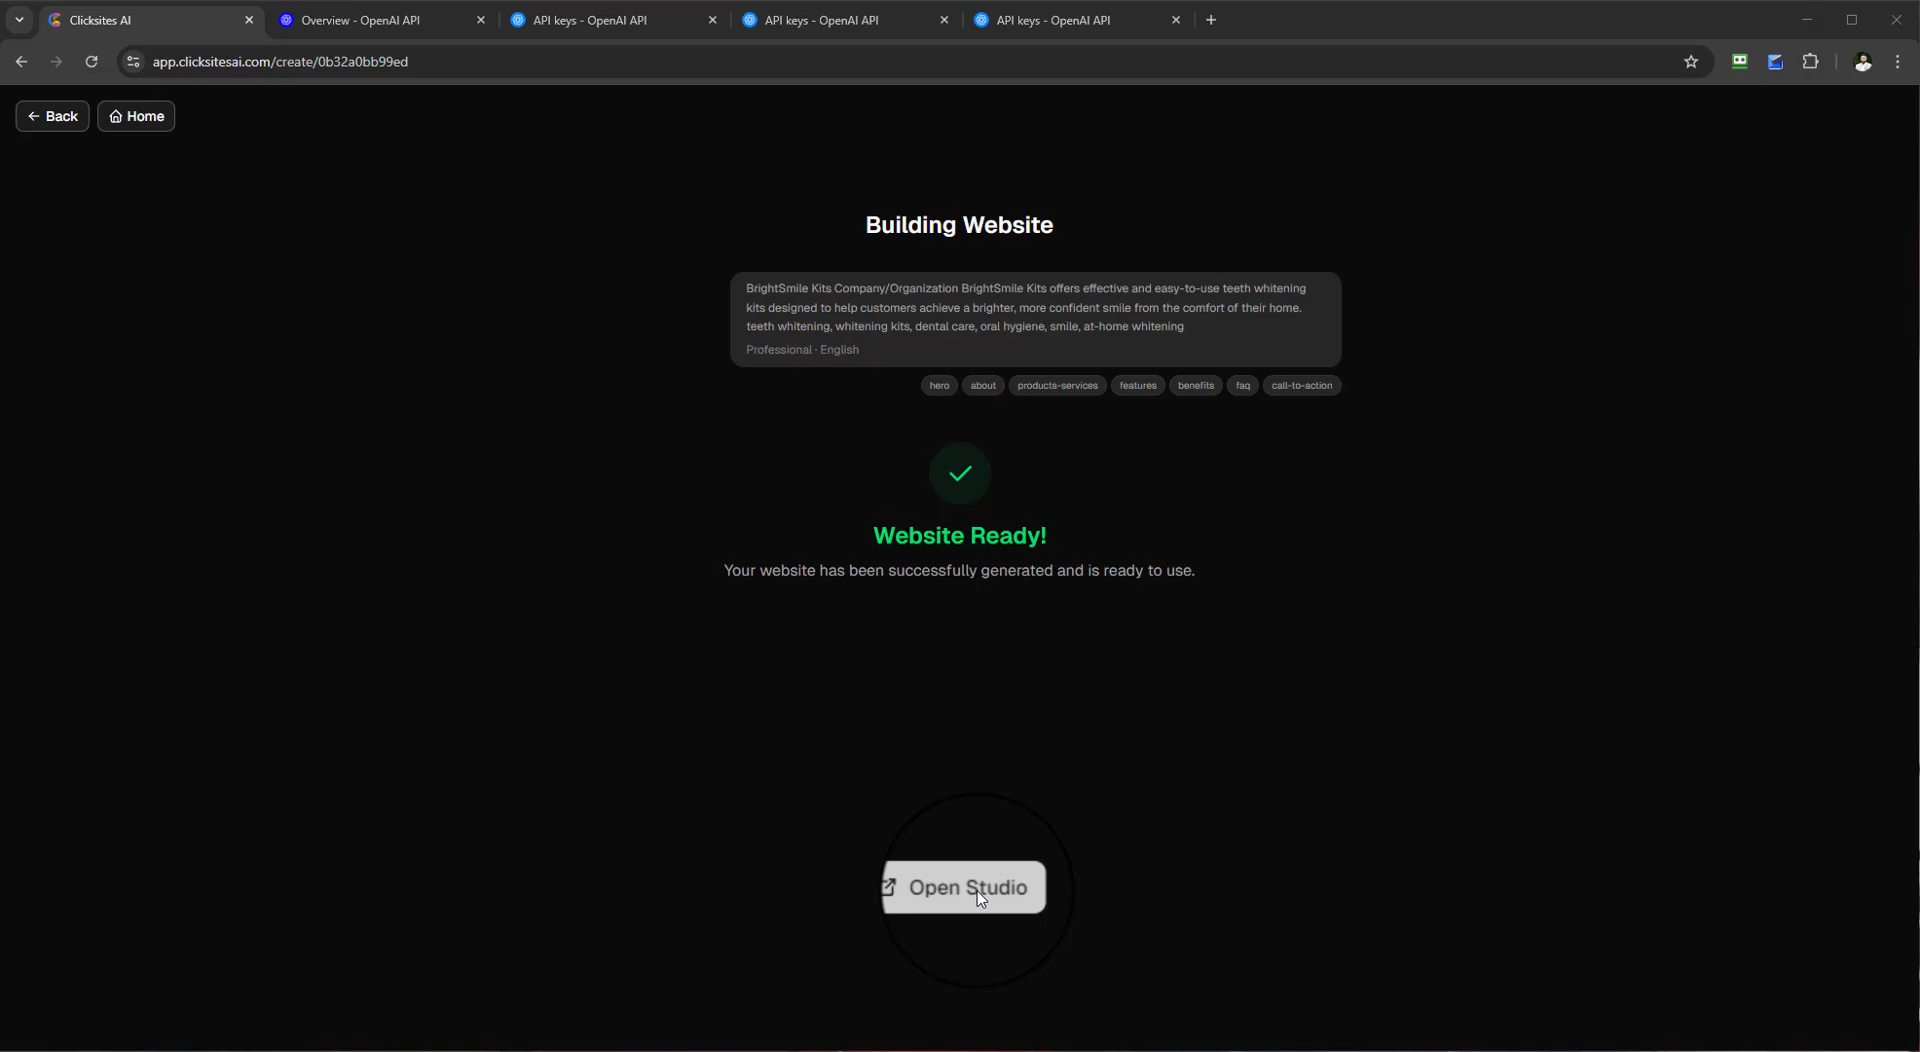 Clicksites AI
Overview - OpenAI API
API keys - OpenAI API
API keys - OpenAI API
API keys - OpenAI API
app.clicksitesai.com/create/0b32a0bb99ed
Back
Home
Building Website
BrightSmile Kits Company/Organization BrightSmile Kits offers effective and easy-to-use teeth whitening
kits designed to help customers achieve a brighter, more confident smile from the comfort of their home.
teeth whitening, whitening kits, dental care, oral hygiene, smile, at-home whitening
Professional · English
hero about products-services features benefits faq call-to-action
Website Ready!
Your website has been successfully generated and is ready to use.
Open Studio